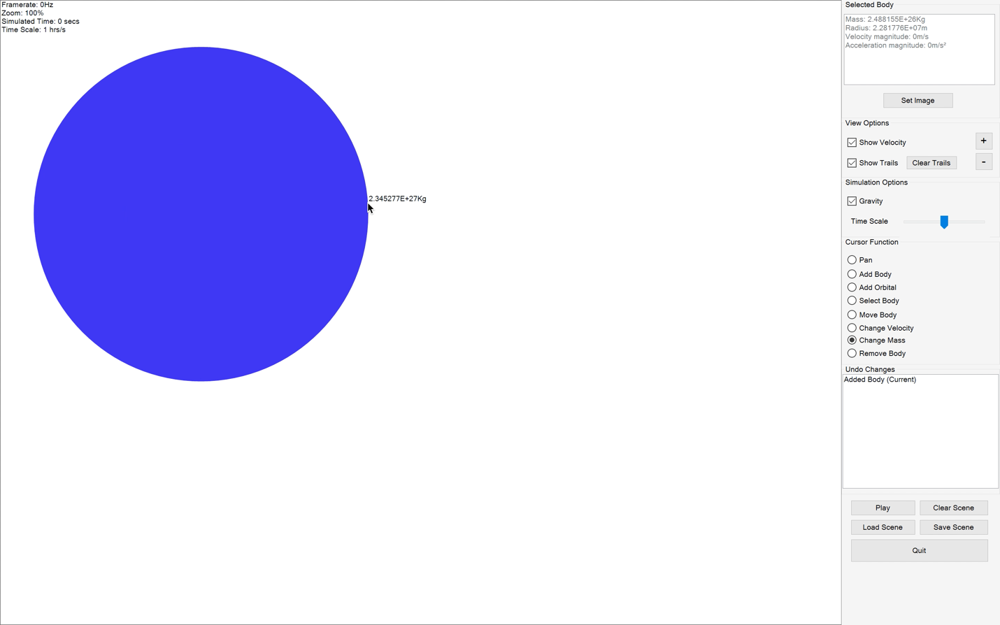 Framerate: 0Hz
Zoom: 100%
Simulated Time: 0 secs
Time Scale: 1 hrs/s
2.345277E+27Kg
Selected Body
Mass: 2.488155E+26Kg
Radius: 2.281776E+07m
Velocity magnitude: 0m/s
Acceleration magnitude: 0m/s²
Set Image
View Options
Show Velocity
+
Show Trails
Clear Trails
-
Simulation Options
Gravity
Time Scale
Cursor Function
Pan
Add Body
Add Orbital
Select Body
Move Body
Change Velocity
Change Mass
Remove Body
Undo Changes
Added Body (Current)
Play
Clear Scene
Load Scene
Save Scene
Quit